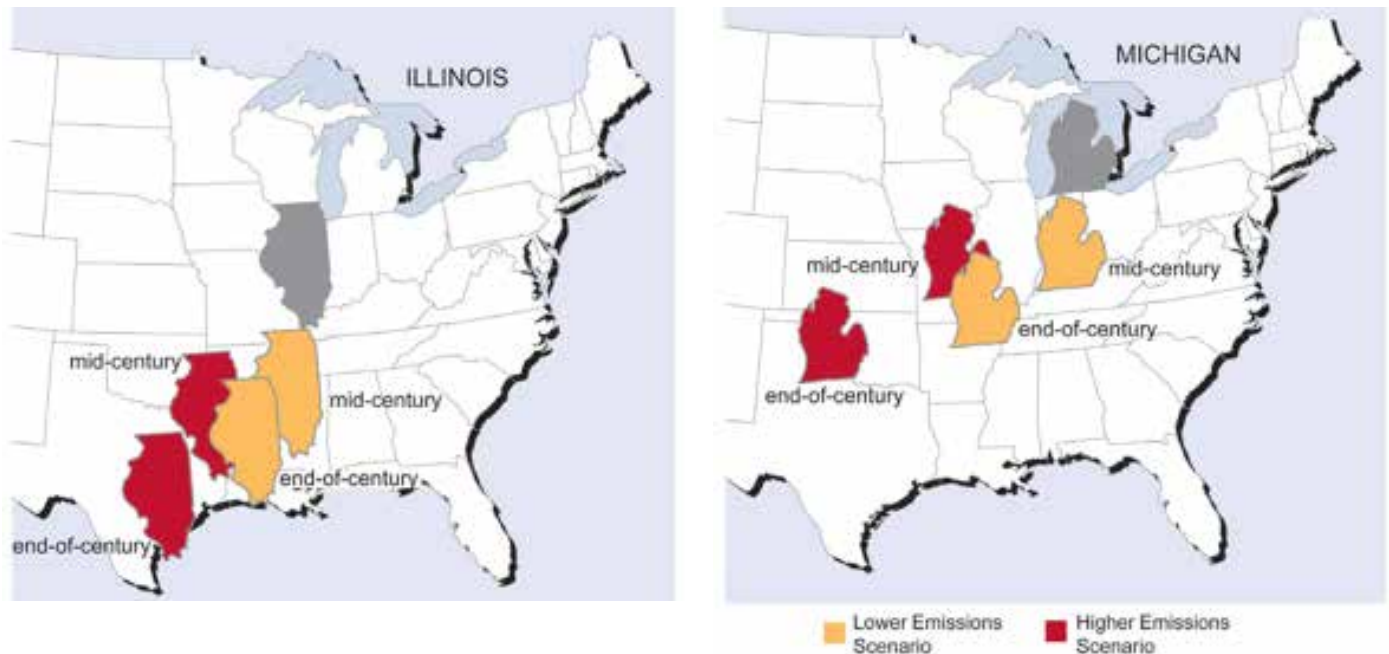 ILLINOIS
mid-century
mid-century
end-of-century
end-of-century
MICHIGAN
mid-century
mid-century
end-of-century
end-of-century
Lower Emissions
Scenario
Higher Emissions
Scenario